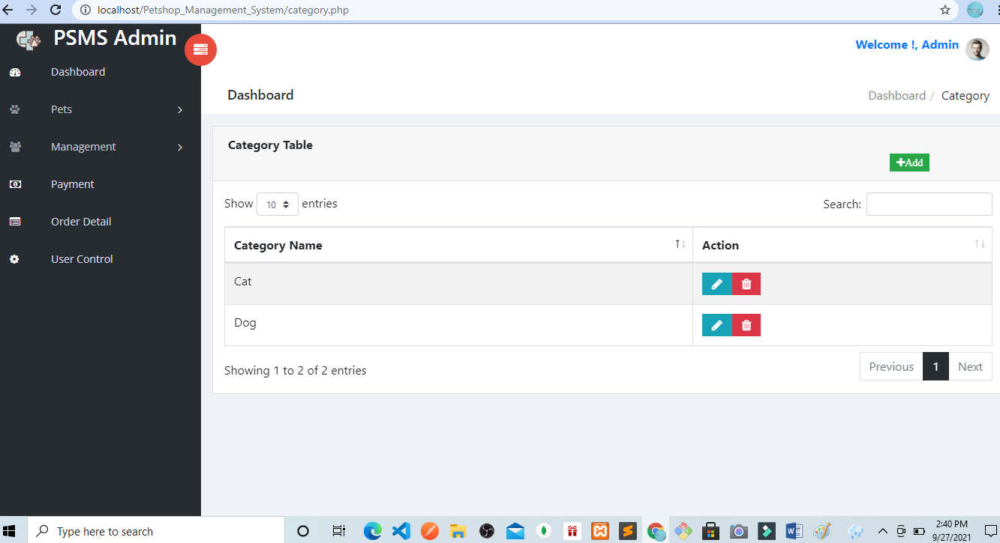 localhost/Petshop_Management_System/category.php
PSMS Admin
Welcome !, Admin
Dashboard
Pets
Management
Payment
Order Detail
User Control
Dashboard
Dashboard / Category
Category Table
Add
Show 10 entries
Search:
Category Name
Action
Cat
Dog
Showing 1 to 2 of 2 entries
Previous 1 Next
Type here to search
2:40 PM
9/27/2021